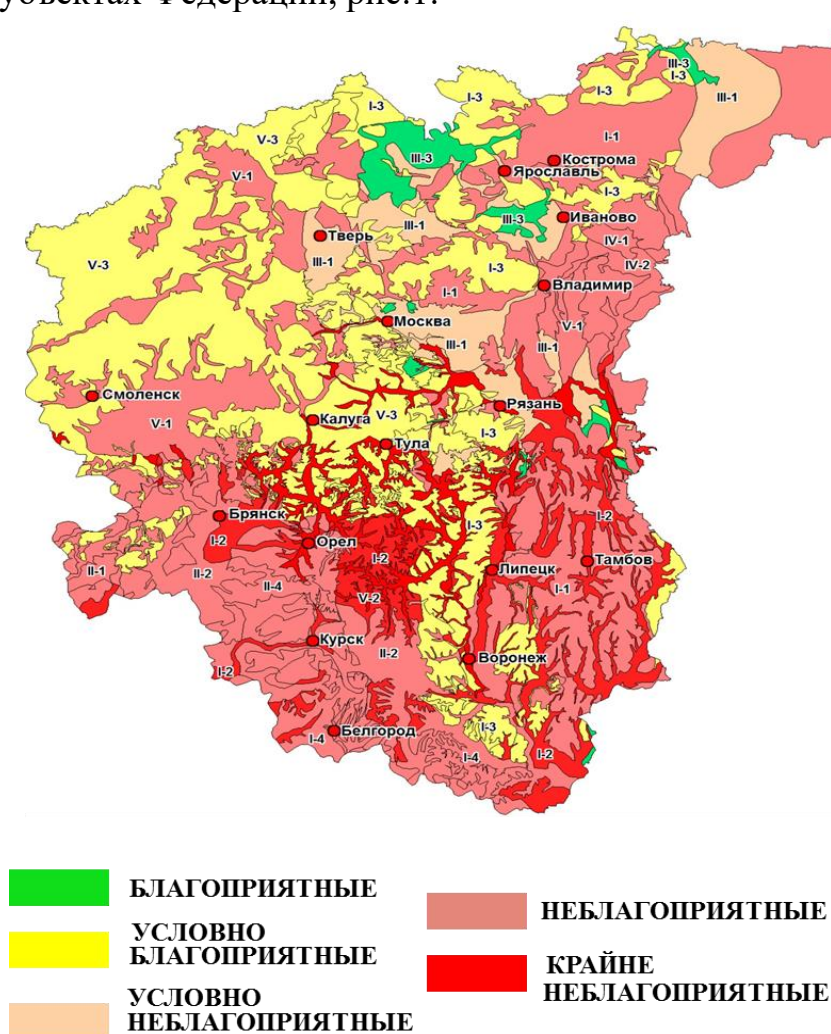 убъектах Федерации, рис.1.
III-3
I-3
I-3
I-3
I-3
III-1
V-3
I-1
III-3
Кострома
V-1
Ярославль
I-3
III-3
Иваново
Тверь
III-1
IV-1
V-3
III-1
I-3
IV-2
I-1
Владимир
Москва
V-1
III-1
III-1
Смоленск
Рязань
V-1
Калуга
V-3
I-3
Тула
Брянск
I-3
I-2
I-2
Орел
I-2
Липецк
Тамбов
II-1
II-2
II-4
I-1
V-2
Курск
II-2
Воронеж
I-2
I-3
Белгород
I-4
I-4
I-2
БЛАГОПРИЯТНЫЕ
УСЛОВНО
БЛАГОПРИЯТНЫЕ
УСЛОВНО
НЕБЛАГОПРИЯТНЫЕ
НЕБЛАГОПРИЯТНЫЕ
КРАЙНЕ
НЕБЛАГОПРИЯТНЫЕ